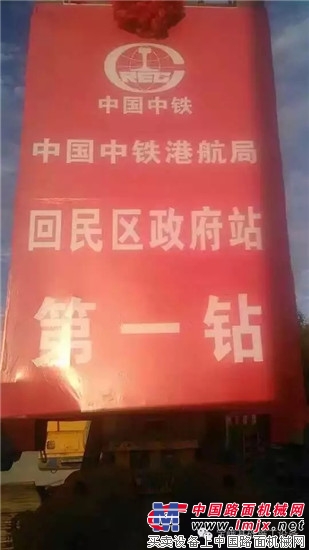 CREC
中国中铁
中国中铁港航局
回民区政府站
第一钻
中国路面机械网
www.lmjx.net
买卖设备上中国路面机械网